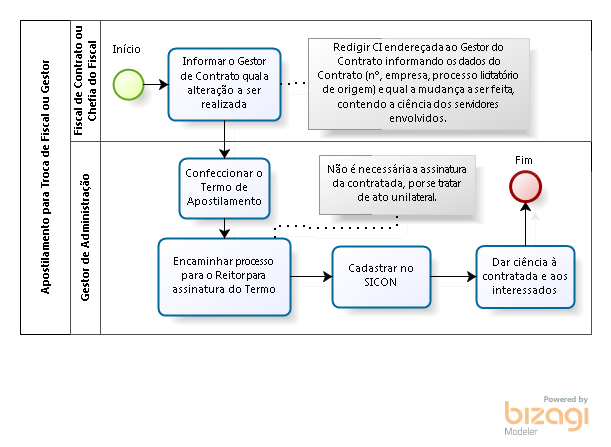 Apostilamento para Troca de Fiscal ou Gestor
Fiscal de Contrato ou
Chefia do Fiscal
Início
Informar o Gestor
de Contrato qual a
alteração a ser
realizada
Redigir CI endereçada ao Gestor do
Contrato informando os dados do
Contrato (nº, empresa, processo licitatório
de origem) e qual a mudança a ser feita,
contendo a ciência dos servidores
envolvidos.
Gestor de Administração
Confeccionar o
Termo de
Apostilamento
Não é necessária a assinatura
da contratada, por se tratar
de ato unilateral.
Fim
Encaminhar processo
para o Reitor para
assinatura do Termo
Cadastrar no
SICON
Dar ciência à
contratada e aos
interessados
Powered by
bizagi
Modeler